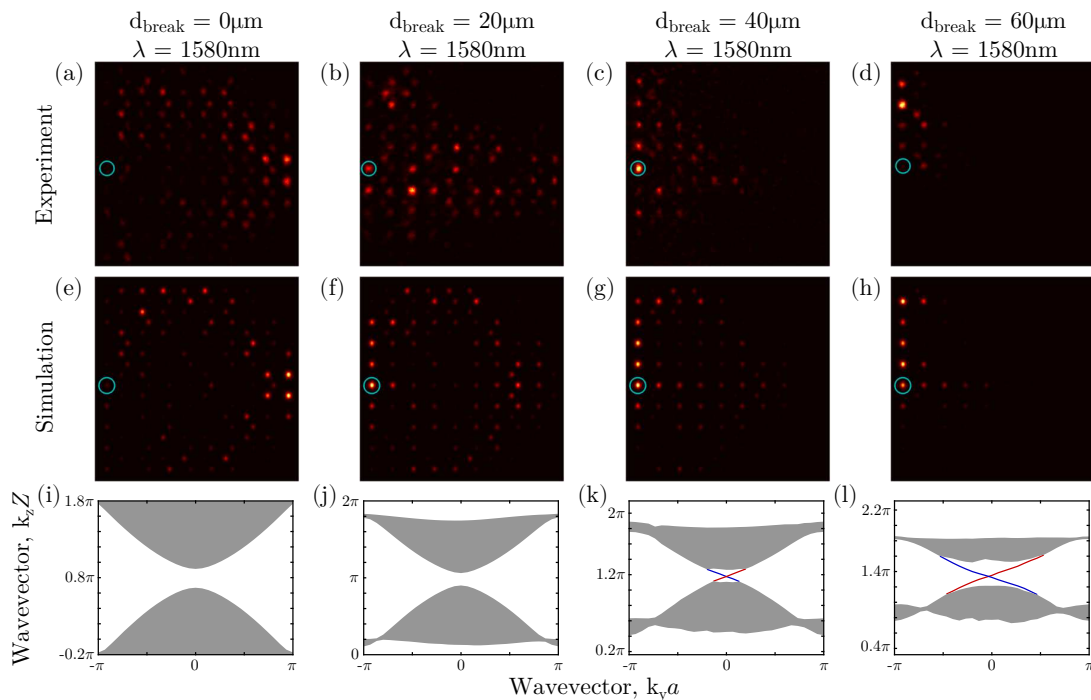 d_break = 0μm d_break = 20μm d_break = 40μm d_break = 60μm
λ = 1580nm λ = 1580nm λ = 1580nm λ = 1580nm
(a) (b) (c) (d)
Experiment
(e) (f) (g) (h)
Simulation
(i) (j) (k) (l)
Wavevector, k_zZ
1.8π 0.8π -0.2π
2π π 0
2π 1.2π 0.2π
2.2π 1.4π 0.4π
-π 0 π -π 0 π -π 0 π -π 0 π
Wavevector, k_ya